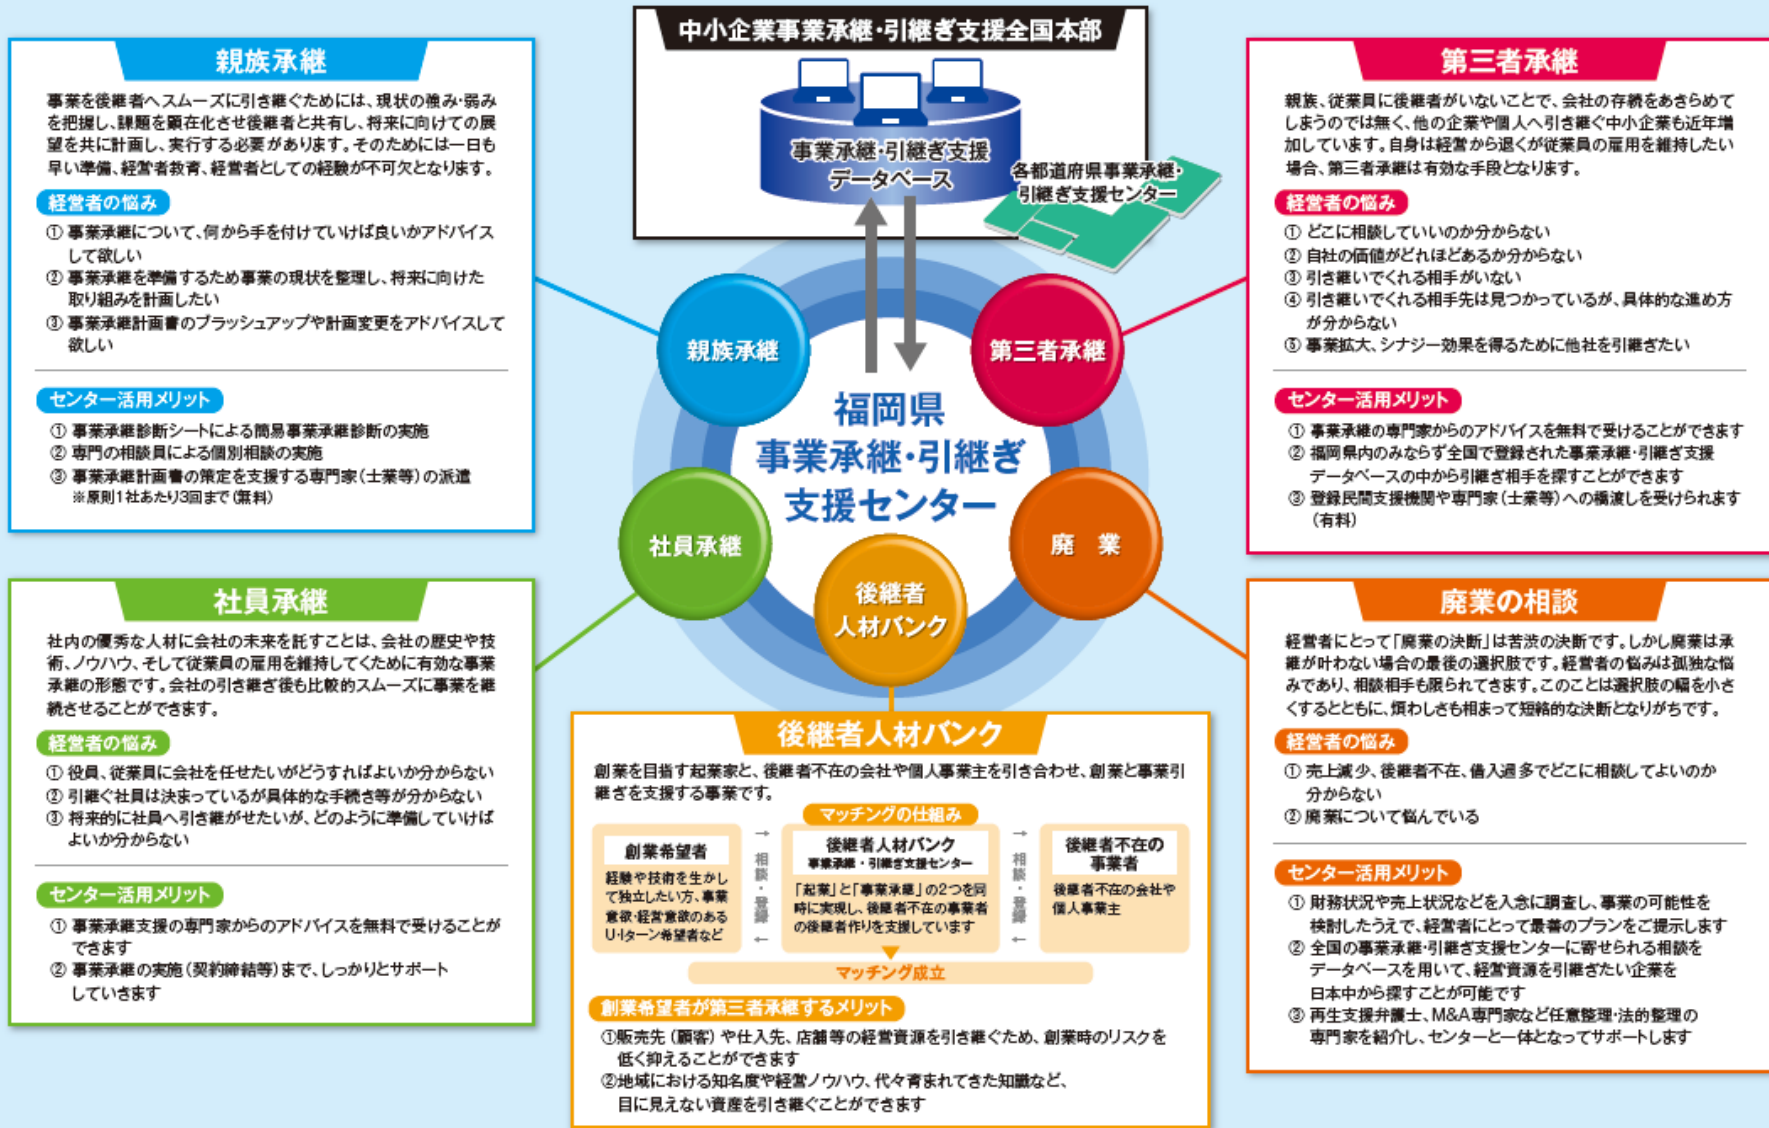 中小企業事業承継・引継ぎ支援全国本部
事業承継・引継ぎ支援
データベース
各都道府県事業承継・
引継ぎ支援センター
親族承継
事業を後継者へスムーズに引き継ぐためには、現状の強み・弱み
を把握し、課題を顕在化させ後継者と共有し、将来に向けての展
望を共に計画し、実行する必要があります。そのためには一日も
早い準備、経営者教育、経営者としての経験が不可欠となります。
経営者の悩み
① 事業承継について、何から手を付けていけば良いかアドバイス
して欲しい
② 事業承継を準備するため事業の現状を整理し、将来に向けた
取り組みを計画したい
③ 事業承継計画書のブラッシュアップや計画変更をアドバイスして
欲しい
センター活用メリット
① 事業承継診断シートによる簡易事業承継診断の実施
② 専門の相談員による個別相談の実施
③ 事業承継計画書の策定を支援する専門家(士業等)の派遣
※原則1社あたり3回まで(無料)
第三者承継
親族、従業員に後継者がいないことで、会社の存続をあきらめて
しまうのでは無く、他の企業や個人へ引き継ぐ中小企業も近年増
加しています。自身は経営から退くが従業員の雇用を維持したい
場合、第三者承継は有効な手段となります。
経営者の悩み
① どこに相談していいのか分からない
② 自社の価値がどれほどあるか分からない
③ 引き継いでくれる相手がいない
④ 引き継いでくれる相手先は見つかっているが、具体的な進め方
が分からない
⑤ 事業拡大、シナジー効果を得るために他社を引継ぎたい
センター活用メリット
① 事業承継の専門家からのアドバイスを無料で受けることができます
② 福岡県内のみならず全国で登録された事業承継・引継ぎ支援
データベースの中から引継ぎ相手を探すことができます
③ 登録民間支援機関や専門家(士業等)への橋渡しを受けられます
(有料)
親族承継
第三者承継
福岡県
事業承継・引継ぎ
支援センター
社員承継
廃 業
後継者
人材バンク
社員承継
社内の優秀な人材に会社の未来を託すことは、会社の歴史や技
術、ノウハウ、そして従業員の雇用を維持してくために有効な事業
承継の形態です。会社の引き継ぎ後も比較的スムーズに事業を継
続させることができます。
経営者の悩み
① 役員、従業員に会社を任せたいがどうすればよいか分からない
② 引継ぐ社員は決まっているが具体的な手続き等が分からない
③ 将来的に社員へ引き継がせたいが、どのように準備していけば
よいか分からない
センター活用メリット
① 事業承継支援の専門家からのアドバイスを無料で受けることが
できます
② 事業承継の実施(契約締結等)まで、しっかりとサポート
していきます
後継者人材バンク
創業を目指す起業家と、後継者不在の会社や個人事業主を引き合わせ、創業と事業引
継ぎを支援する事業です。
マッチングの仕組み
創業希望者
経験や技術を生かし
て独立したい方、事業
意欲・経営意欲のある
U・Iターン希望者など
→
相談・登録
←
後継者人材バンク
事業承継・引継ぎ支援センター
「起業」と「事業承継」の2つを同
時に実現し、後継者不在の事業者
の後継者作りを支援しています
→
相談・登録
←
後継者不在の
事業者
後継者不在の会社や
個人事業主
マッチング成立
創業希望者が第三者承継するメリット
①販売先(顧客)や仕入先、店舗等の経営資源を引き継ぐため、創業時のリスクを
低く抑えることができます
②地域における知名度や経営ノウハウ、代々育まれてきた知識など、
目に見えない資産を引き継ぐことができます
廃業の相談
経営者にとって「廃業の決断」は苦渋の決断です。しかし廃業は承
継が叶わない場合の最後の選択肢です。経営者の悩みは孤独な悩
みであり、相談相手も限られてきます。このことは選択肢の幅を小さ
くするとともに、煩わしさも相まって短絡的な決断となりがちです。
経営者の悩み
① 売上減少、後継者不在、借入過多でどこに相談してよいのか
分からない
② 廃業について悩んでいる
センター活用メリット
① 財務状況や売上状況などを入念に調査し、事業の可能性を
検討したうえで、経営者にとって最善のプランをご提示します
② 全国の事業承継・引継ぎ支援センターに寄せられる相談を
データベースを用いて、経営資源を引継ぎたい企業を
日本中から探すことが可能です
③ 再生支援弁護士、M&A専門家など任意整理・法的整理の
専門家を紹介し、センターと一体となってサポートします